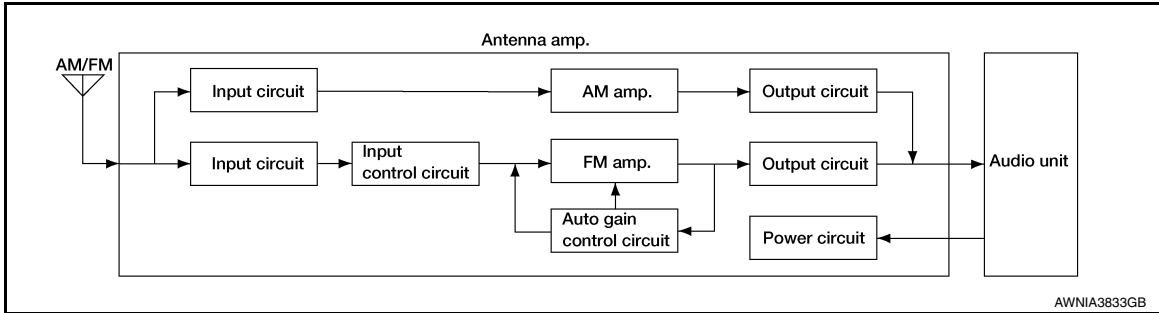 Antenna amp.
AM/FM
Input circuit
AM amp.
Output circuit
Input circuit
Input
control circuit
FM amp.
Output circuit
Audio unit
Auto gain
control circuit
Power circuit
AWNIA3833GB